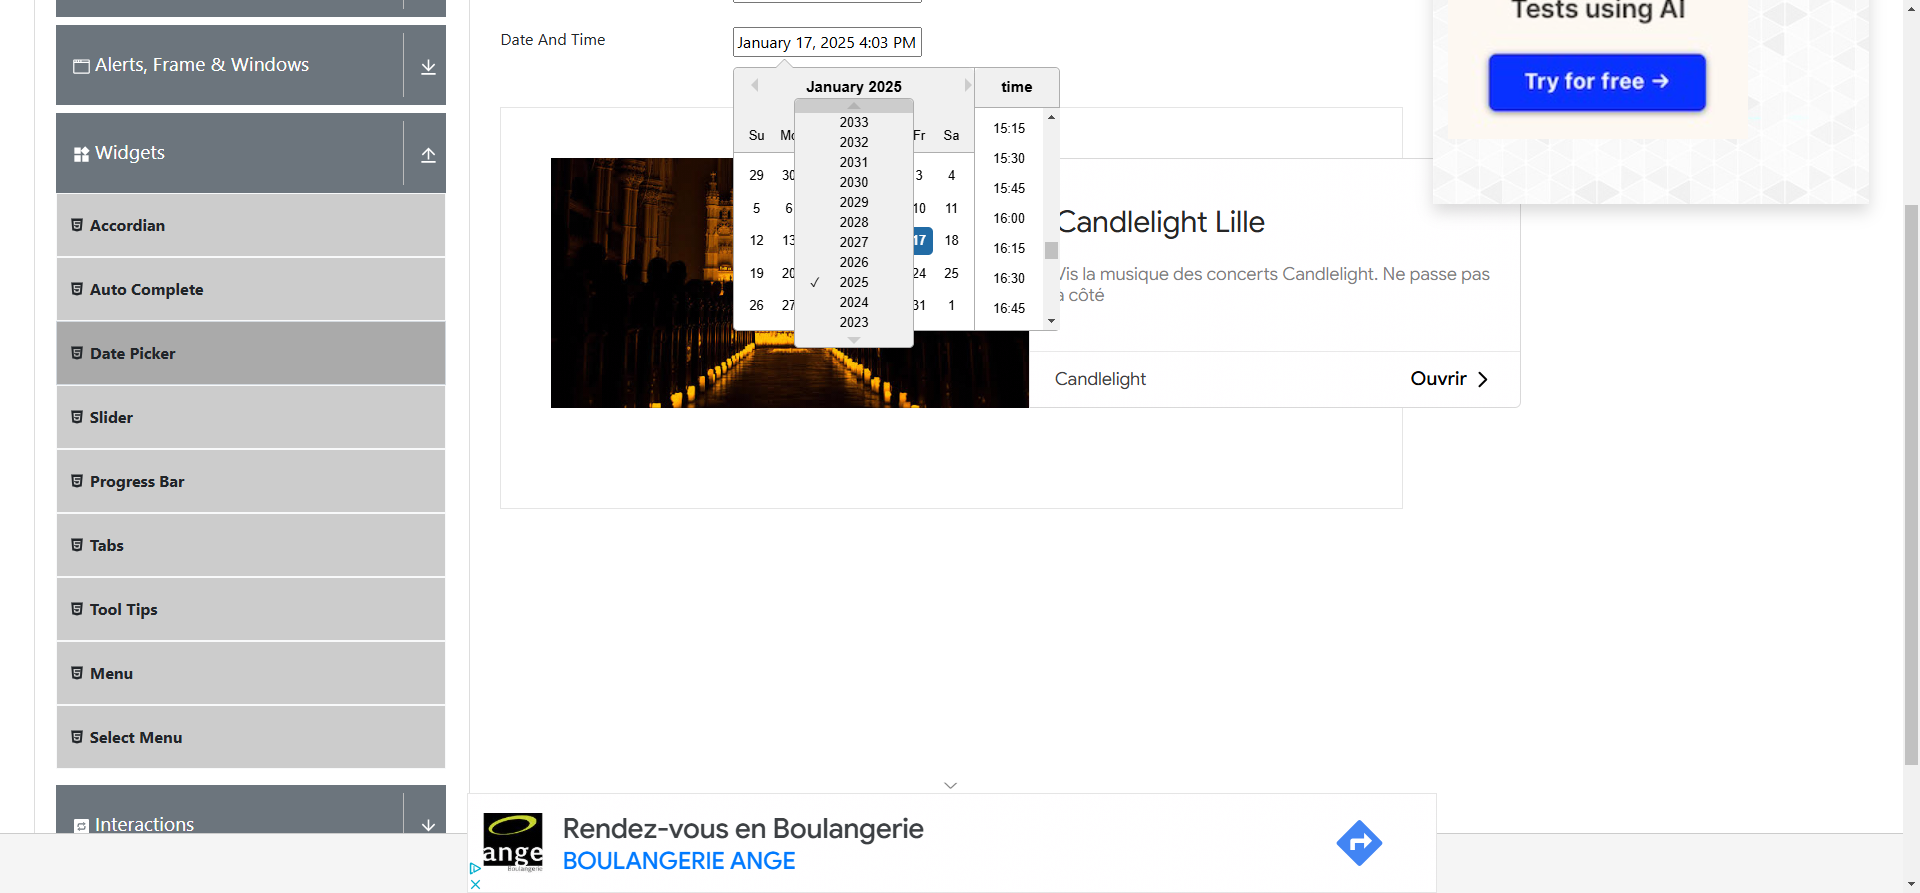 Alerts, Frame & Windows
Widgets
Accordian
Auto Complete
Date Picker
Slider
Progress Bar
Tabs
Tool Tips
Menu
Select Menu
Interactions
Date And Time
January 17, 2025 4:03 PM
January 2025
time
Su Mo Fr Sa
29 30 3 4
5 6 10 11
12 13 17 18
19 20 24 25
26 27 31 1
2033
2032
2031
2030
2029
2028
2027
2026
✓ 2025
2024
2023
15:15
15:30
15:45
16:00
16:15
16:30
16:45
Candlelight Lille
Vis la musique des concerts Candlelight. Ne passe pas
à côté
Candlelight
Ouvrir
Tests using AI
Try for free →
ange
Boulangerie
Rendez-vous en Boulangerie
BOULANGERIE ANGE